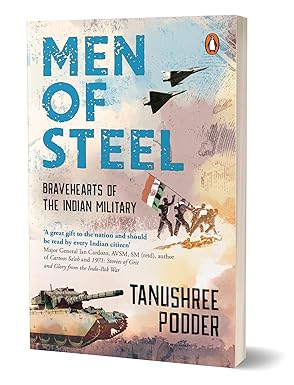 MEN
OF
STEEL
BRAVEHEARTS OF
THE INDIAN MILITARY
'A great gift to the nation and should
be read by every Indian citizen'
Major General Ian Cardozo, AVSM, SM (retd), author
of Cartoos Saab and 1971: Stories of Grit
and Glory from the Indo-Pak War
TANUSHREE
PODDER